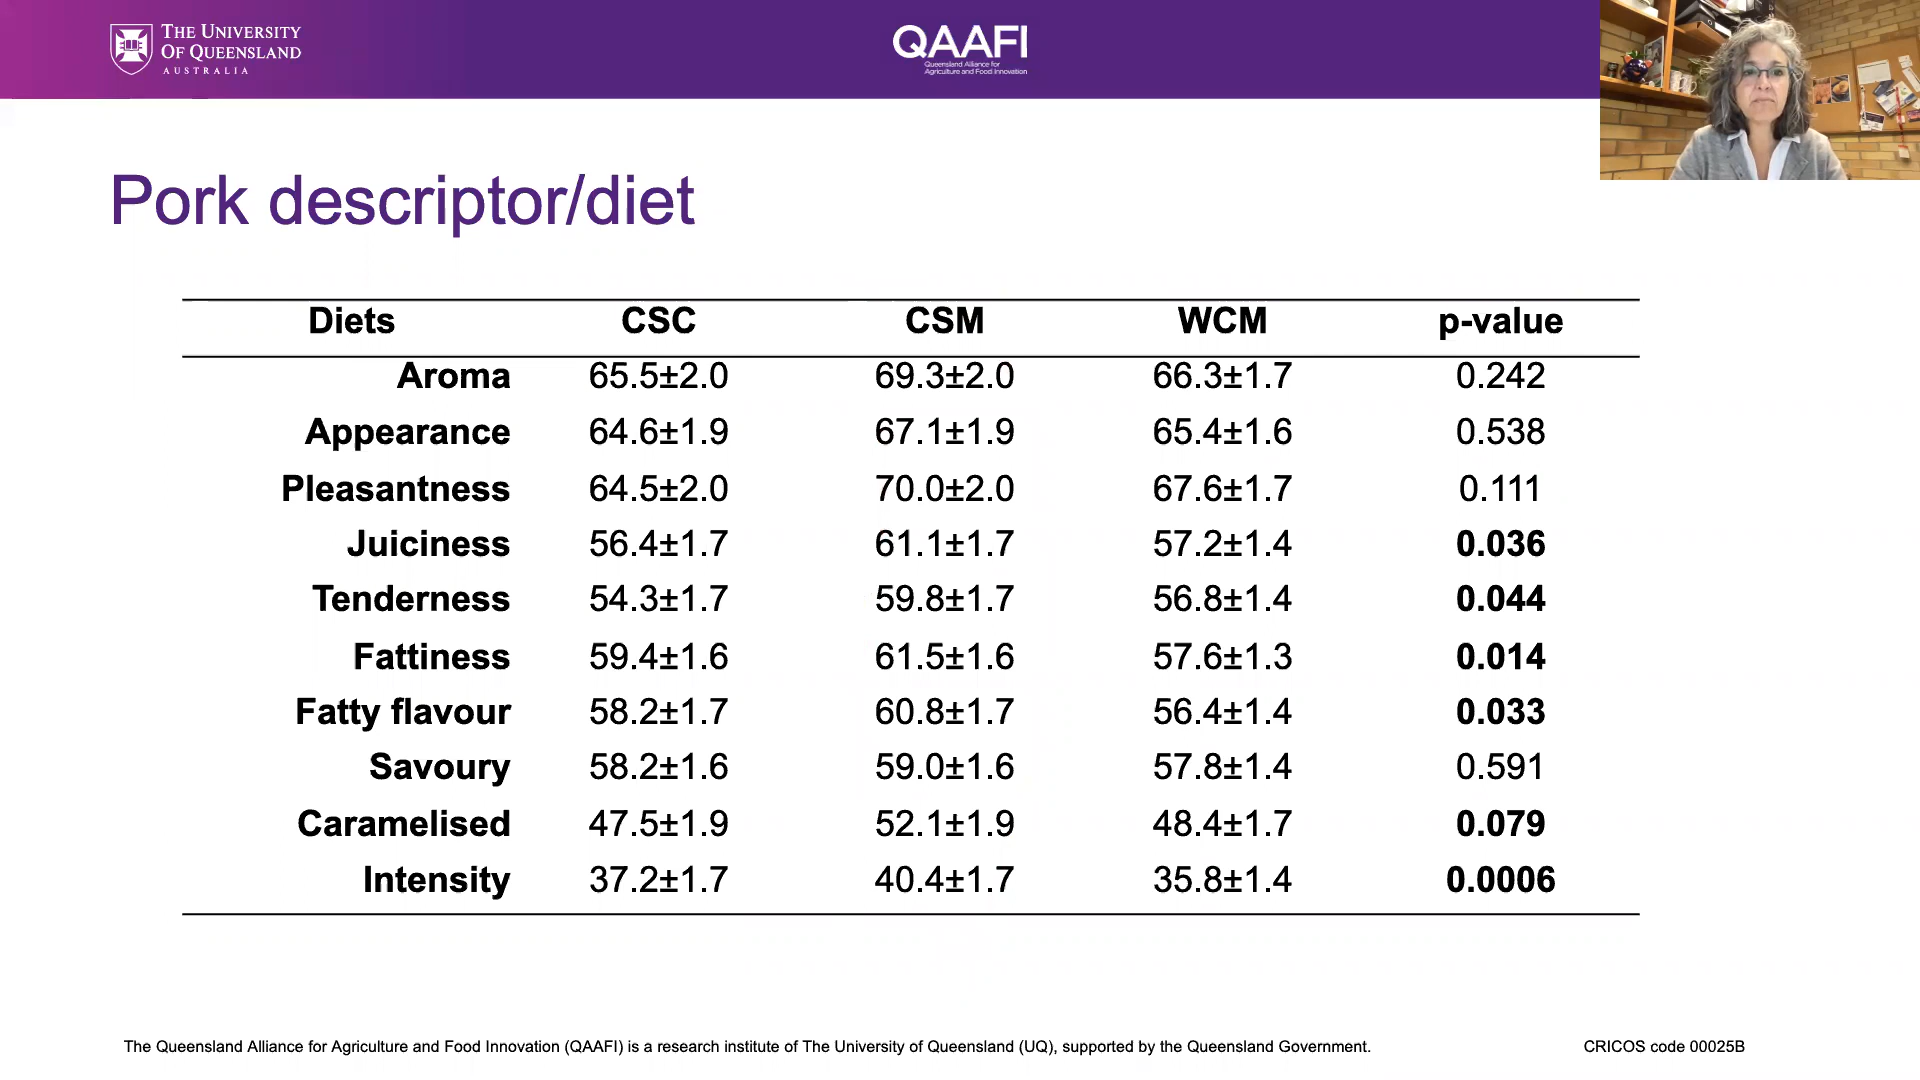 THE UNIVERSITY
OF QUEENSLAND
AUSTRALIA
QAAFI
Queensland Alliance for
Agriculture and Food Innovation
Pork descriptor/diet
Diets CSC CSM WCM p-value
Aroma 65.5±2.0 69.3±2.0 66.3±1.7 0.242
Appearance 64.6±1.9 67.1±1.9 65.4±1.6 0.538
Pleasantness 64.5±2.0 70.0±2.0 67.6±1.7 0.111
Juiciness 56.4±1.7 61.1±1.7 57.2±1.4 0.036
Tenderness 54.3±1.7 59.8±1.7 56.8±1.4 0.044
Fattiness 59.4±1.6 61.5±1.6 57.6±1.3 0.014
Fatty flavour 58.2±1.7 60.8±1.7 56.4±1.4 0.033
Savoury 58.2±1.6 59.0±1.6 57.8±1.4 0.591
Caramelised 47.5±1.9 52.1±1.9 48.4±1.7 0.079
Intensity 37.2±1.7 40.4±1.7 35.8±1.4 0.0006
The Queensland Alliance for Agriculture and Food Innovation (QAAFI) is a research institute of The University of Queensland (UQ), supported by the Queensland Government.
CRICOS code 00025B